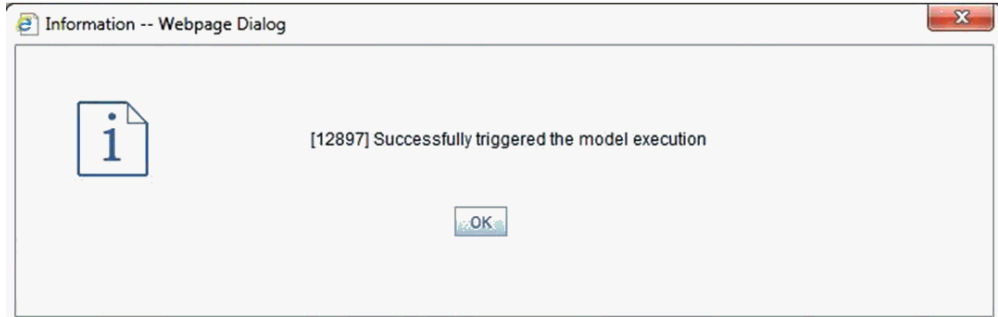 Information -- Webpage Dialog
[12897] Successfully triggered the model execution
OK